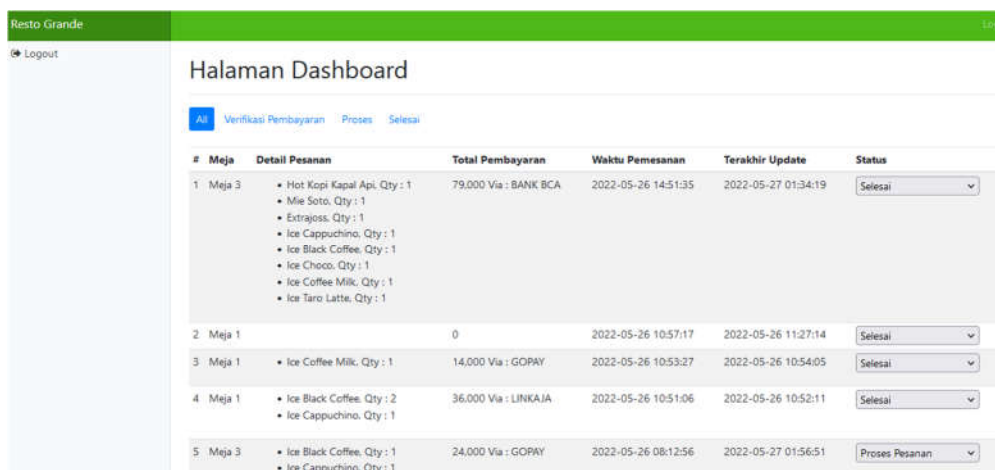 Resto Grande
Logout
Halaman Dashboard
All Verifikasi Pembayaran Proses Selesai
# Meja Detail Pesanan Total Pembayaran Waktu Pemesanan Terakhir Update Status
1 Meja 3 • Hot Kopi Kapal Api, Qty : 1 79,000 Via : BANK BCA 2022-05-26 14:51:35 2022-05-27 01:34:19 Selesai
• Mie Soto, Qty : 1
• Extrajoss, Qty : 1
• Ice Cappuchino, Qty : 1
• Ice Black Coffee, Qty : 1
• Ice Choco, Qty : 1
• Ice Coffee Milk, Qty : 1
• Ice Taro Latte, Qty : 1
2 Meja 1 0 2022-05-26 10:57:17 2022-05-26 11:27:14 Selesai
3 Meja 1 • Ice Coffee Milk, Qty : 1 14,000 Via : GOPAY 2022-05-26 10:53:27 2022-05-26 10:54:05 Selesai
4 Meja 1 • Ice Black Coffee, Qty : 2 36,000 Via : LINKAJA 2022-05-26 10:51:06 2022-05-26 10:52:11 Selesai
• Ice Cappuchino, Qty : 1
5 Meja 3 • Ice Black Coffee, Qty : 1 24,000 Via : GOPAY 2022-05-26 08:12:56 2022-05-27 01:56:51 Proses Pesanan
• Ice Cappuchino, Qty : 1